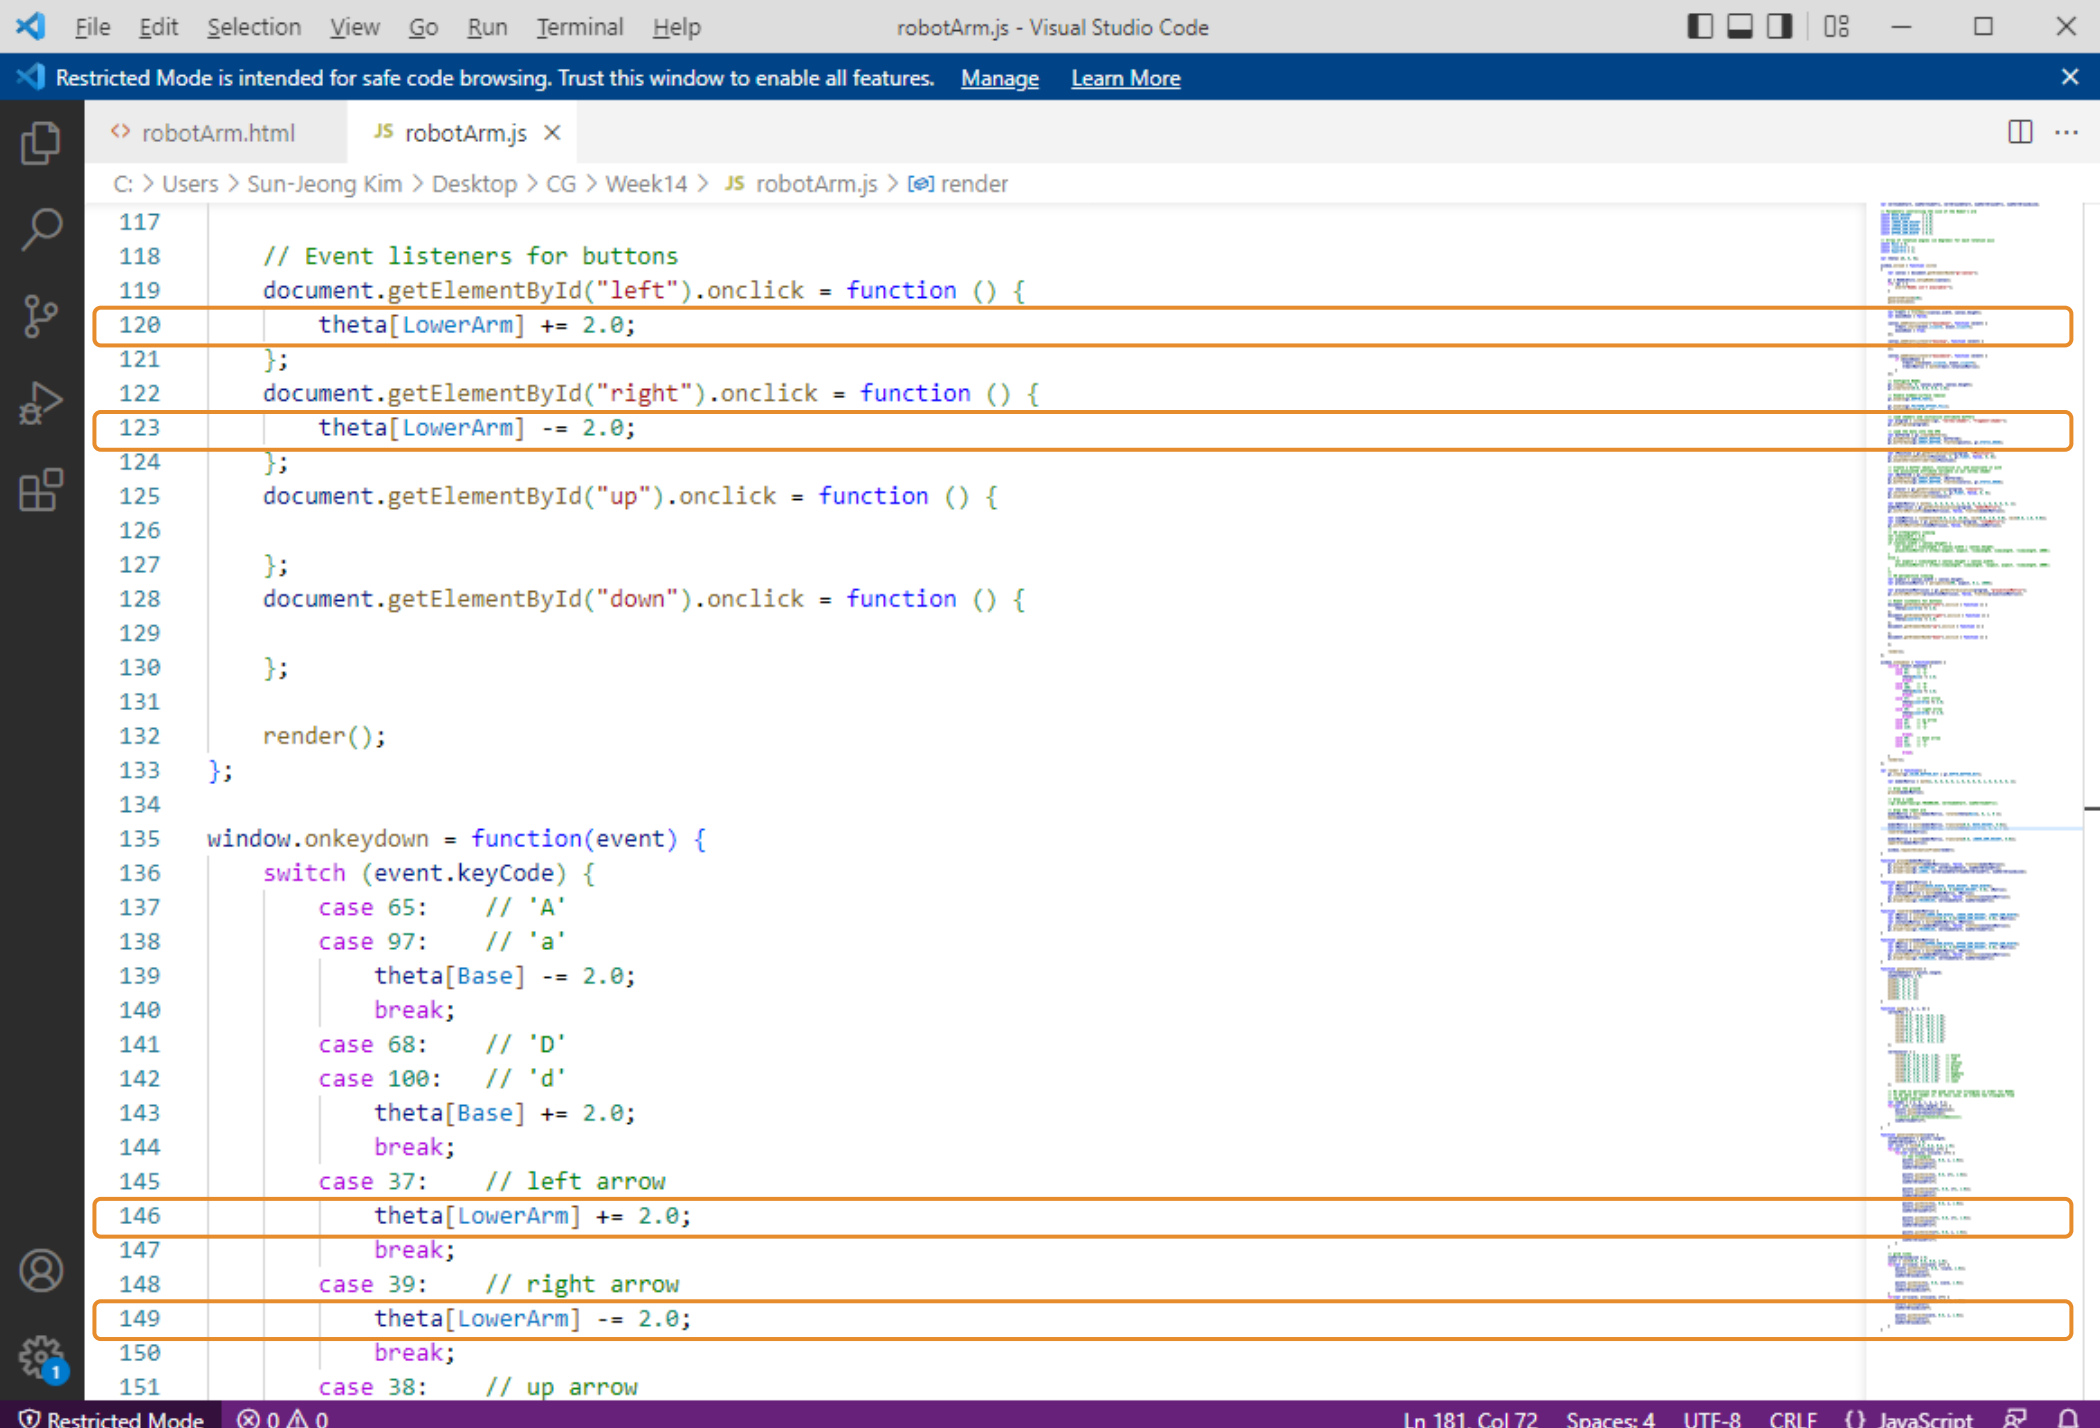 File Edit Selection View Go Run Terminal Help robotArm.js - Visual Studio Code
Restricted Mode is intended for safe code browsing. Trust this window to enable all features. Manage Learn More
<> robotArm.html JS robotArm.js
C: > Users > Sun-Jeong Kim > Desktop > CG > Week14 > JS robotArm.js > render
117
118 // Event listeners for buttons
119 document.getElementById("left").onclick = function () {
120 theta[LowerArm] += 2.0;
121 };
122 document.getElementById("right").onclick = function () {
123 theta[LowerArm] -= 2.0;
124 };
125 document.getElementById("up").onclick = function () {
126
127 };
128 document.getElementById("down").onclick = function () {
129
130 };
131
132 render();
133 };
134
135 window.onkeydown = function(event) {
136 switch (event.keyCode) {
137 case 65: // 'A'
138 case 97: // 'a'
139 theta[Base] -= 2.0;
140 break;
141 case 68: // 'D'
142 case 100: // 'd'
143 theta[Base] += 2.0;
144 break;
145 case 37: // left arrow
146 theta[LowerArm] += 2.0;
147 break;
148 case 39: // right arrow
149 theta[LowerArm] -= 2.0;
150 break;
151 case 38: // up arrow
1
Restricted Mode 0 0 Ln 181, Col 72 Spaces: 4 UTF-8 CRLF {} JavaScript